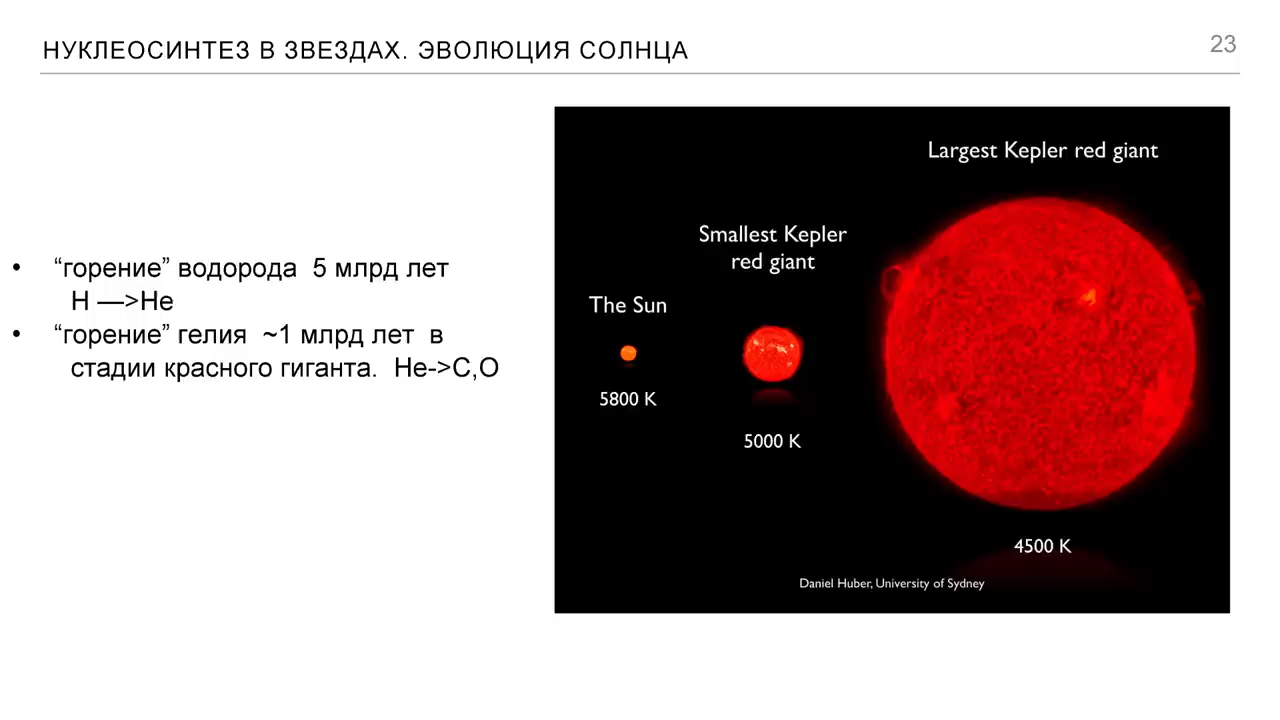 НУКЛЕОСИНТЕЗ В ЗВЕЗДАХ. ЭВОЛЮЦИЯ СОЛНЦА
23
• “горение” водорода 5 млрд лет
H —>He
• “горение” гелия ~1 млрд лет в
стадии красного гиганта. He->C,O
Largest Kepler red giant
Smallest Kepler
red giant
The Sun
5800 K
5000 K
4500 K
Daniel Huber, University of Sydney